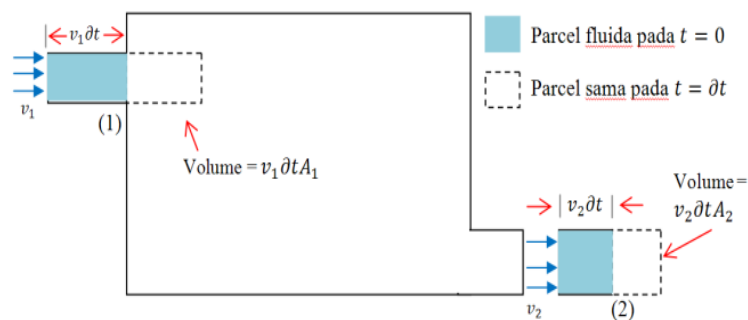 v₁∂t
v₁
(1)
Volume = v₁∂tA₁
Parcel fluida pada t = 0
Parcel sama pada t = ∂t
v₂∂t
Volume =
v₂∂tA₂
v₂
(2)